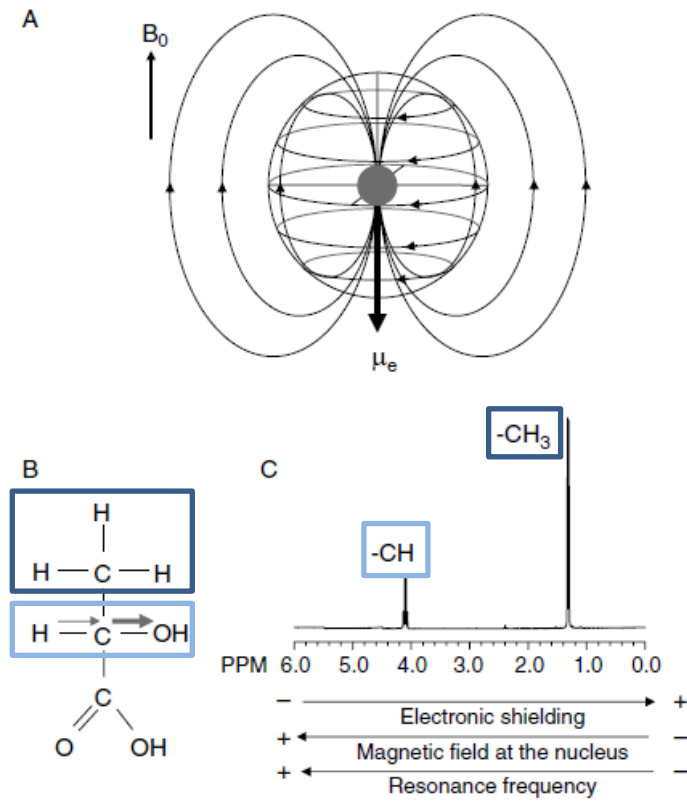 A
B₀
μₑ
B
H
H — C — H
H — C — OH
C
O OH
C
-CH₃
-CH
PPM 6.0 5.0 4.0 3.0 2.0 1.0 0.0
− Electronic shielding +
+ Magnetic field at the nucleus −
+ Resonance frequency −